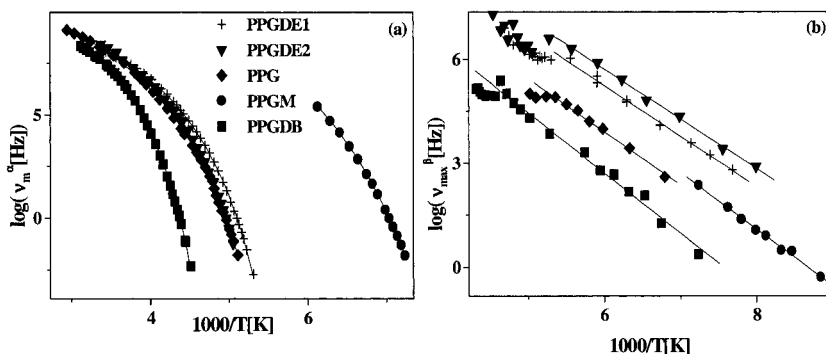 (a)
PPGDE1
PPGDE2
PPG
PPGM
PPGDB
5
0
log( ν_m^α[Hz])
4
6
1000/T[K]
(b)
6
3
0
log( ν_max^β[Hz])
6
8
1000/T[K]